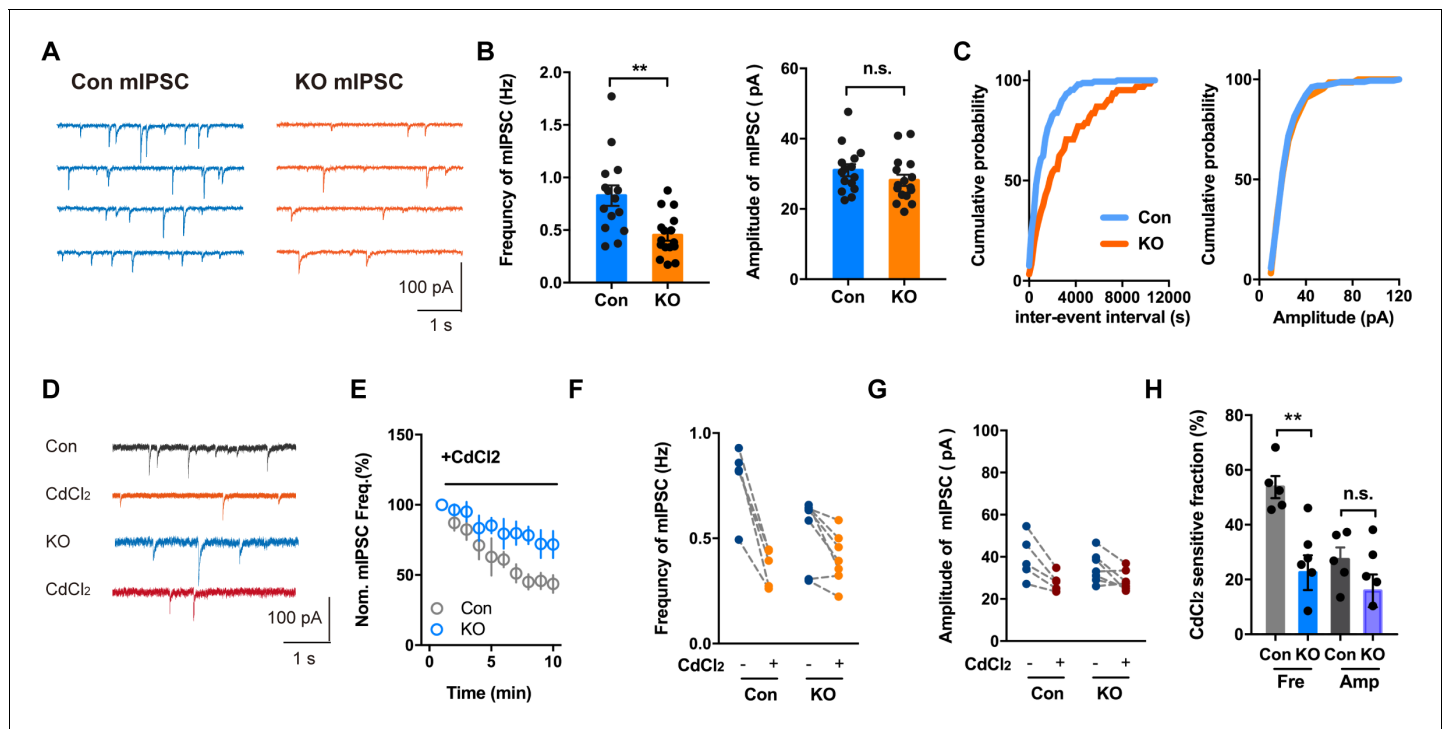 A
Con mIPSC
KO mIPSC
100 pA
1 s
B
Frequncy of mIPSC (Hz)
2.0
1.5
1.0
0.5
0.0
**
Con
KO
Amplitude of mIPSC ( pA)
60
40
20
0
n.s.
Con
KO
C
Cumulative probability
100
50
0
Con
KO
0
4000
8000
12000
inter-event interval (s)
Cumulative probability
100
50
0
0
40
80
120
Amplitude (pA)
D
Con
CdCl2
KO
CdCl2
100 pA
1 s
E
Nom. mIPSC Freq.(%)
150
100
50
0
+CdCl2
Con
KO
0
5
10
Time (min)
F
Frequncy of mIPSC (Hz)
1.0
0.5
0.0
CdCl2
-
+
-
+
Con
KO
G
Amplitude of mIPSC ( pA)
100
80
60
40
20
0
CdCl2
-
+
-
+
Con
KO
H
CdCl2 sensitive fraction (%)
80
60
40
20
0
**
n.s.
Con KO Con KO
Fre
Amp